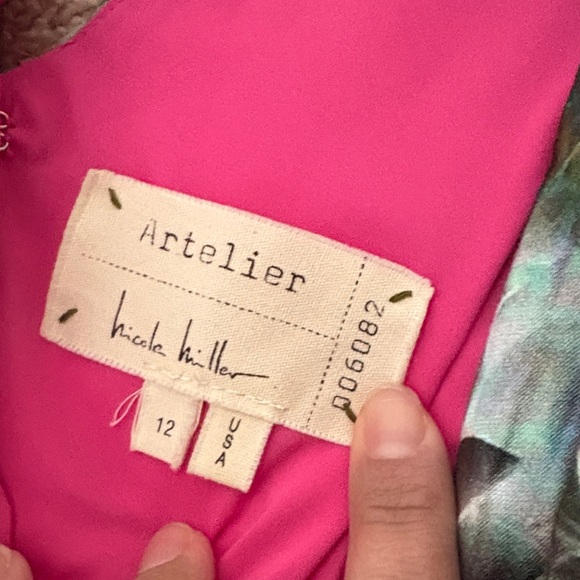 Artelier
nicole miller
006082
12
USA